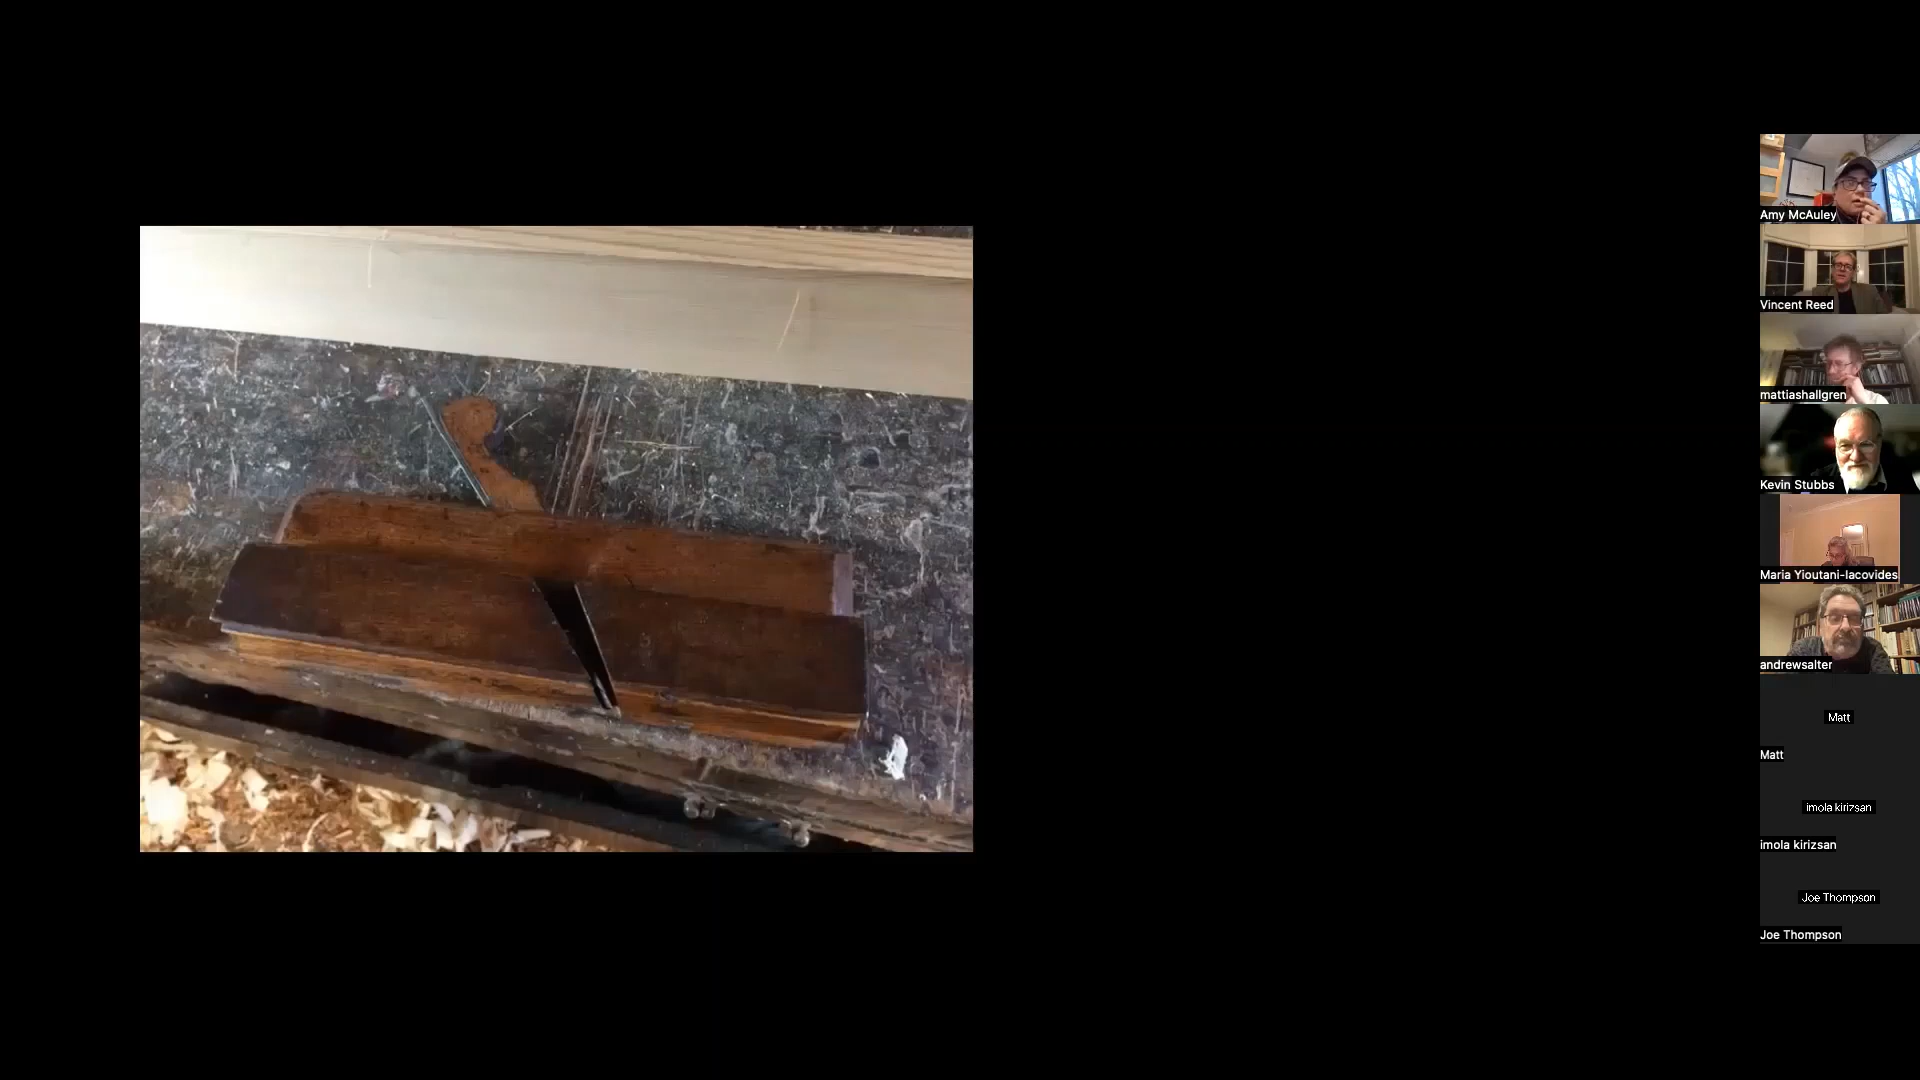 Amy McAuley
Vincent Reed
mattiashallgren
Kevin Stubbs
Maria Yioutani-Iacovides
andrewsalter
Matt
Matt
imola kirizsan
imola kirizsan
Joe Thompson
Joe Thompson